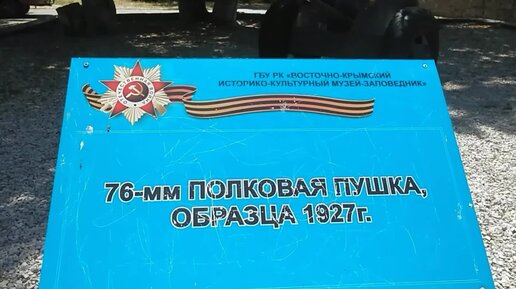 ГБУ РК «ВОСТОЧНО-КРЫМСКИЙ
ИСТОРИКО-КУЛЬТУРНЫЙ МУЗЕЙ-ЗАПОВЕДНИК»
76-мм ПОЛКОВАЯ ПУШКА,
ОБРАЗЦА 1927г.